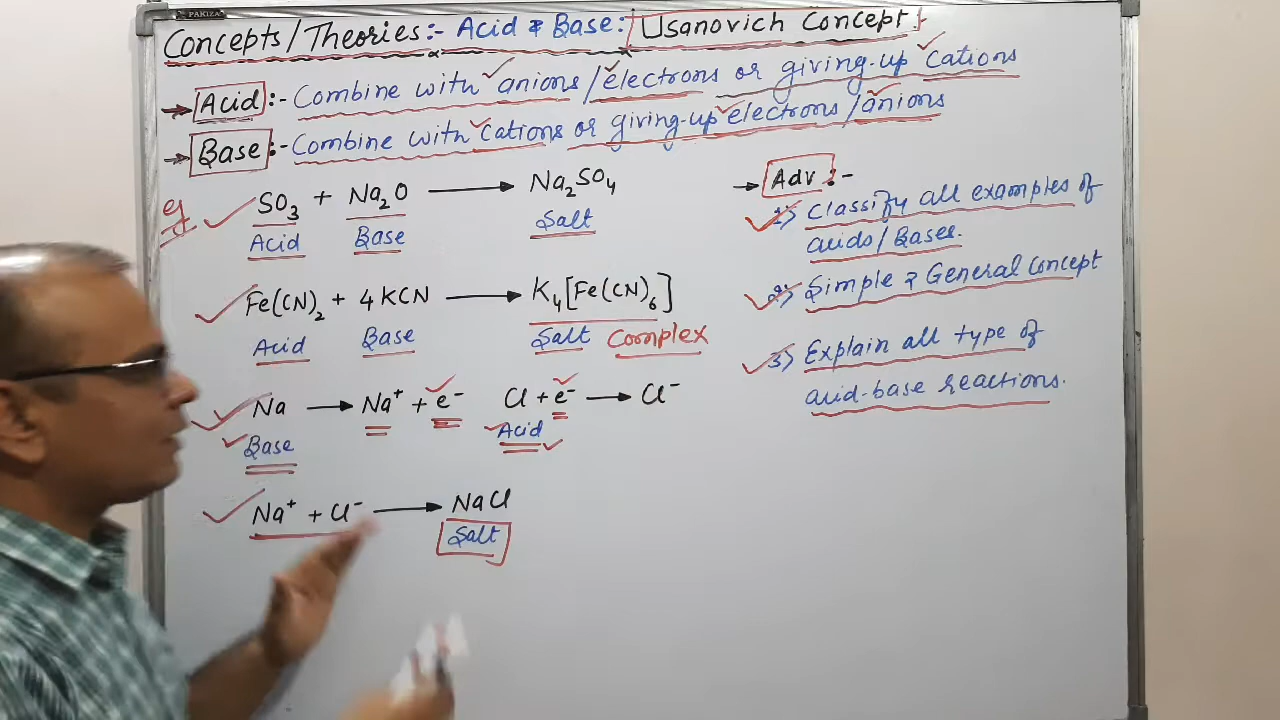 PAKIZA
Concepts/Theories:- Acid & Base: Usanovich Concept
Acid :- Combine with anions/electrons or giving-up Cations
Base :- Combine with Cations or giving-up electrons/anions
eg SO₃ + Na₂O → Na₂SO₄
Acid Base Salt
Fe(CN)₂ + 4KCN → K₄[Fe(CN)₆]
Acid Base Salt Complex
Na → Na⁺ + e⁻ Cl + e⁻ → Cl⁻
Base Acid
Na⁺ + Cl⁻ → NaCl
Salt
→ Adv :-
1) Classify all examples of
acids/Bases.
2) Simple & General Concept
3) Explain all type of
acid-base reactions.